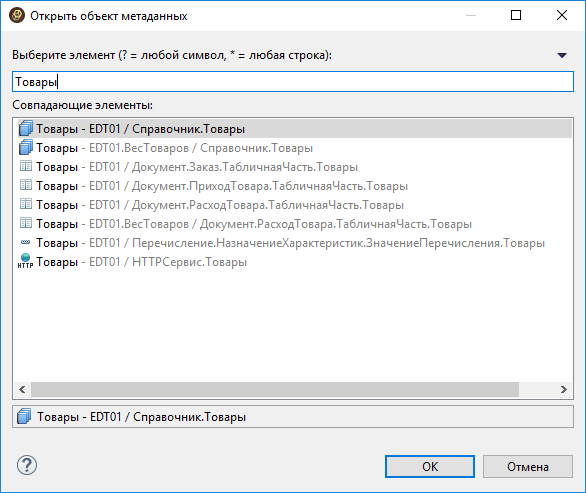 Открыть объект метаданных
Выберите элемент (? = любой символ, * = любая строка):
Товары
Совпадающие элементы:
Товары - EDT01 / Справочник.Товары
Товары - EDT01.ВесТоваров / Справочник.Товары
Товары - EDT01 / Документ.Заказ.ТабличнаяЧасть.Товары
Товары - EDT01 / Документ.ПриходТовара.ТабличнаяЧасть.Товары
Товары - EDT01 / Документ.РасходТовара.ТабличнаяЧасть.Товары
Товары - EDT01.ВесТоваров / Документ.РасходТовара.ТабличнаяЧасть.Товары
Товары - EDT01 / Перечисление.НазначениеХарактеристик.ЗначениеПеречисления.Товары
HTTP Товары - EDT01 / HTTPСервис.Товары
Товары - EDT01 / Справочник.Товары
?
OK Отмена